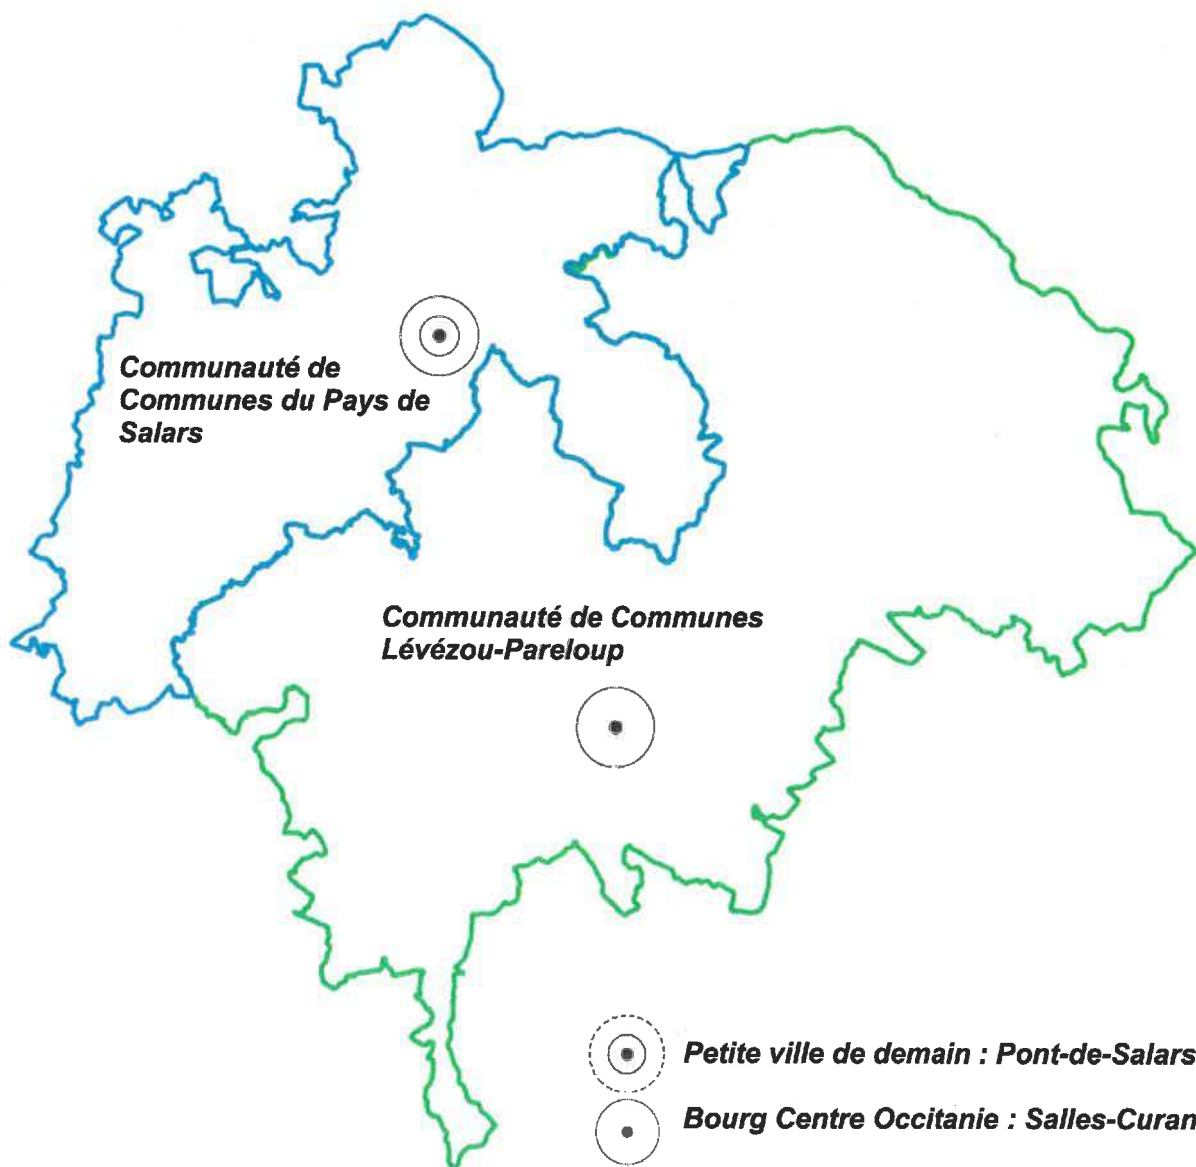 Communauté de
Communes du Pays de
Salars
Communauté de Communes
Lévézou-Pareloup
Petite ville de demain : Pont-de-Salars
Bourg Centre Occitanie : Salles-Curan